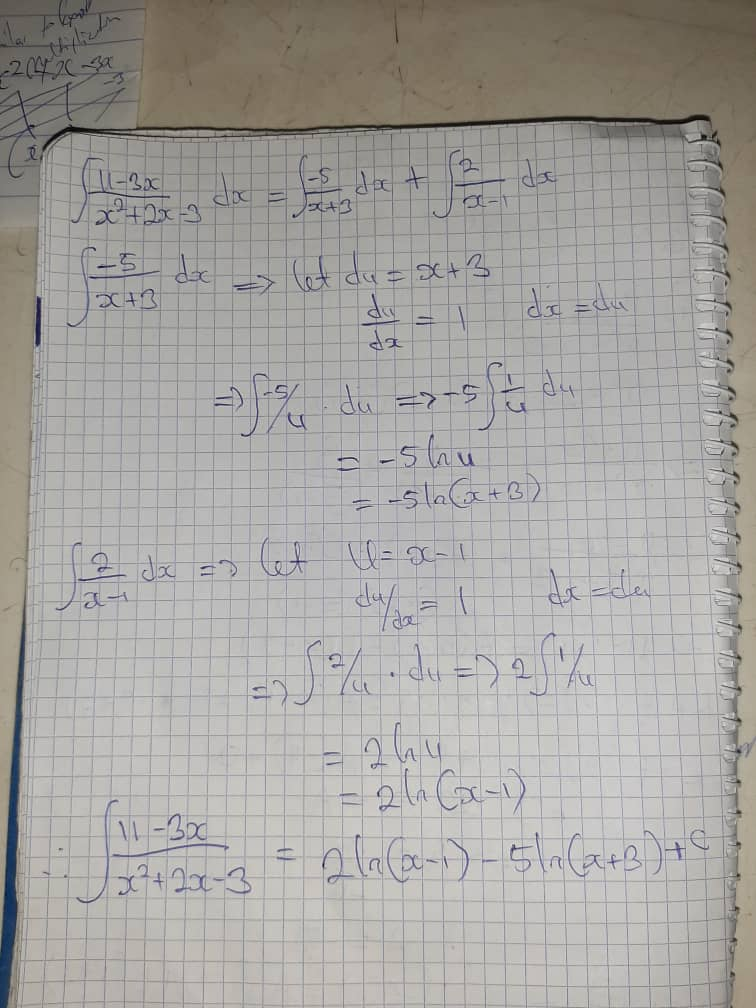 -3x
-3
∫ 11-3x/x²+2x-3 dx = ∫ -5/x+3 dx + ∫ 2/x-1 dx
∫ -5/x+3 dx => let du = x+3
du/dx = 1 dx = du
=> ∫ -5/u · du => -5 ∫ 1/u du
= -5 ln u
= -5 ln(x+3)
∫ 2/x-1 dx => let U = x-1
du/dx = 1 dx = du
=> ∫ 2/u · du => 2 ∫ 1/u
= 2 ln u
= 2 ln (x-1)
∴ ∫ 11-3x/x²+2x-3 = 2 ln(x-1) - 5 ln(x+3) + c